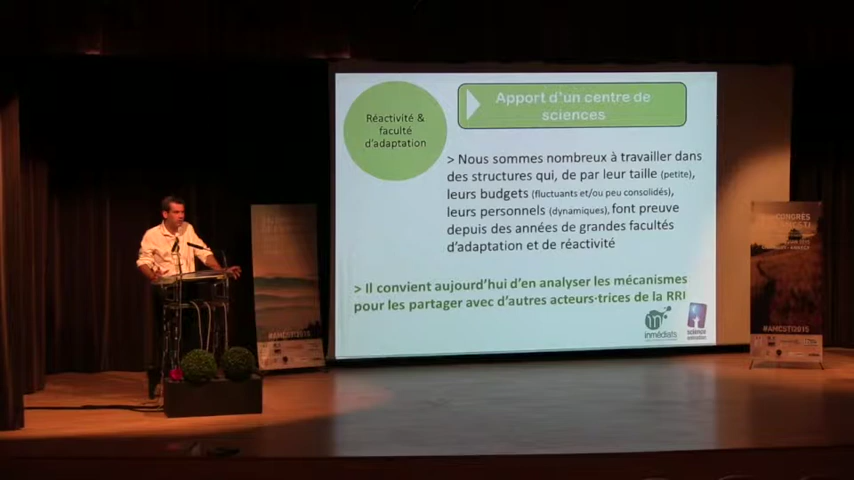 Réactivité &
faculté
d'adaptation
Apport d'un centre de
sciences
> Nous sommes nombreux à travailler dans
des structures qui, de par leur taille (petite),
leurs budgets (fluctuants et/ou peu consolidés),
leurs personnels (dynamiques), font preuve
depuis des années de grandes facultés
d'adaptation et de réactivité
> Il convient aujourd'hui d'en analyser les mécanismes
pour les partager avec d'autres acteurs·trices de la RRI
inmédiats
science
animation
#AMCSTI2015
CONGRÈS
#AMCSTI2015